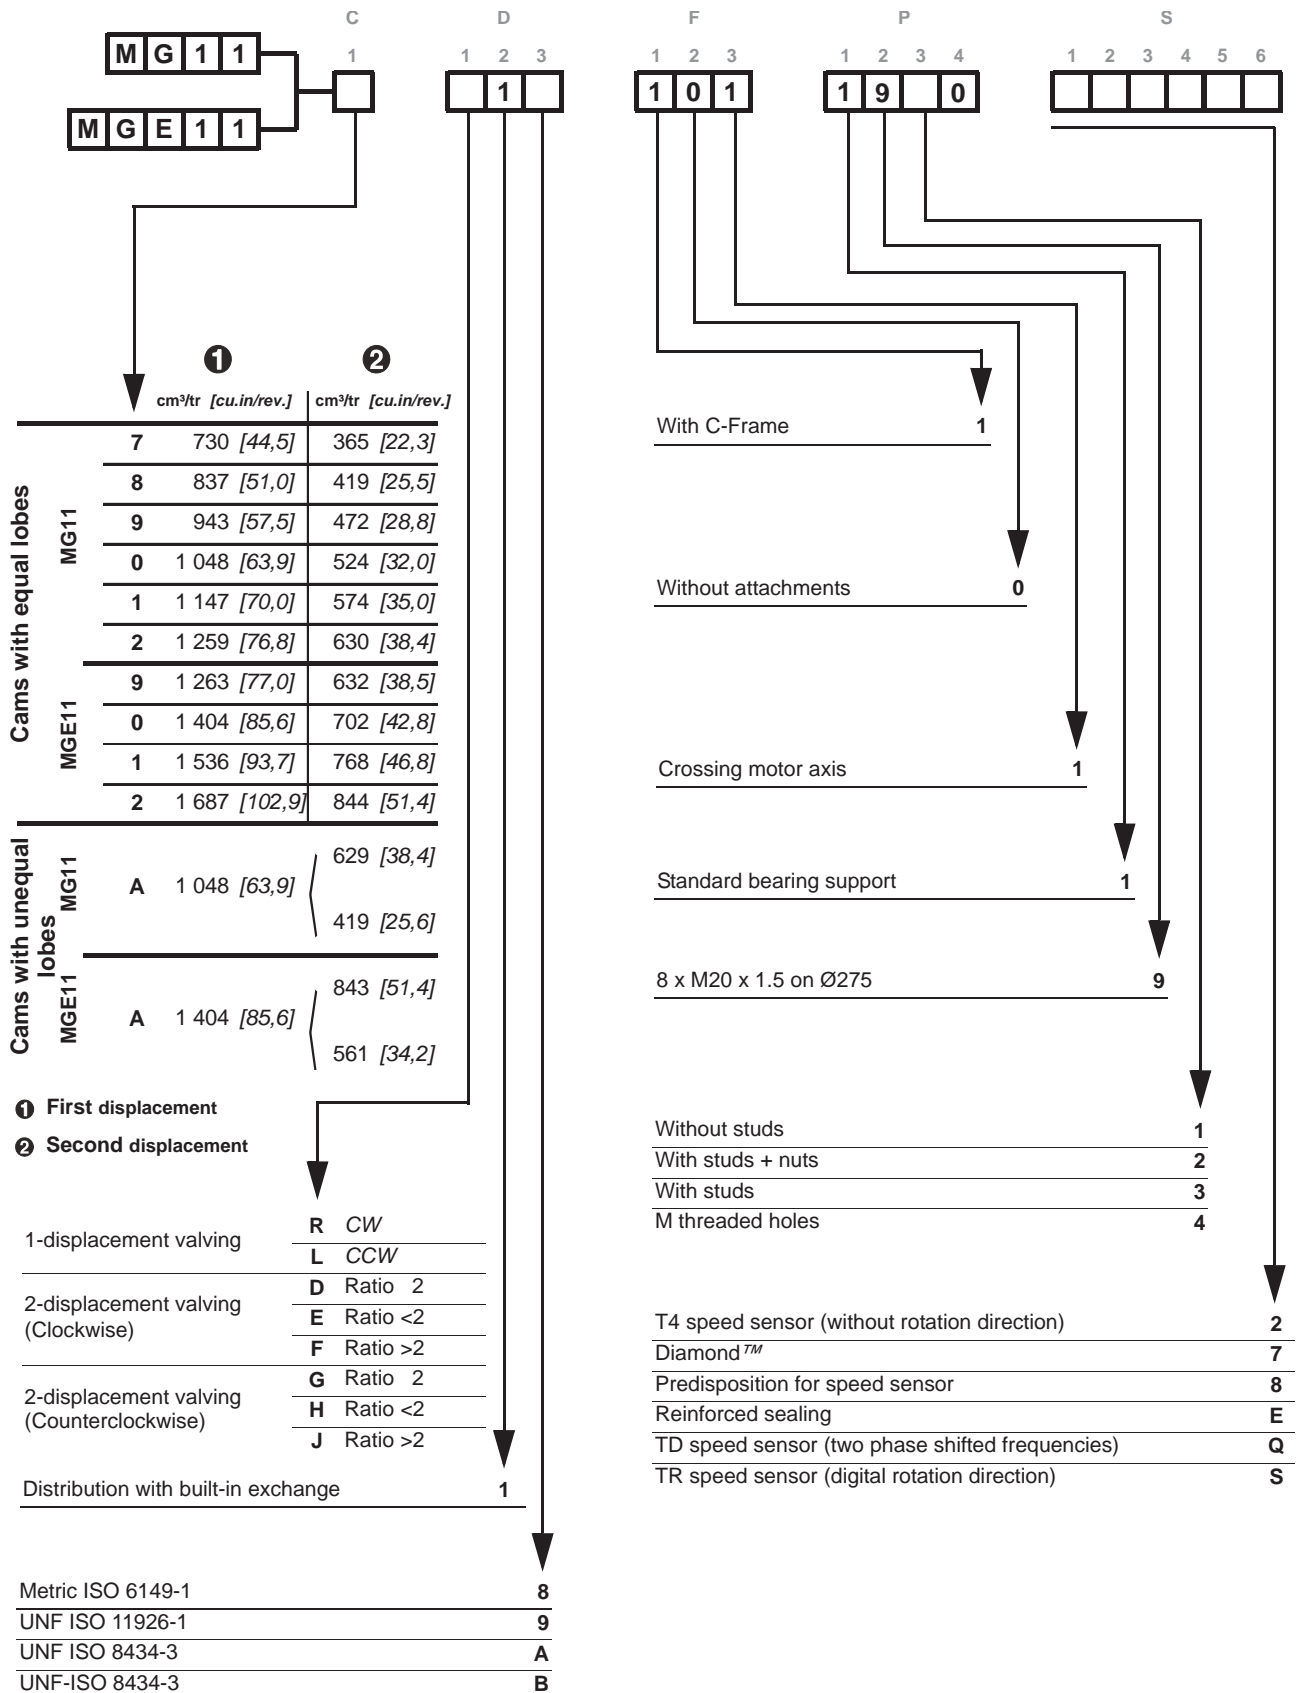 C D F P S
1 1 2 3 1 2 3 1 2 3 4 1 2 3 4 5 6
M G 1 1
1 1 0 1 1 9 0
M G E 1 1
❶ ❷
cm³/tr [cu.in/rev.] cm³/tr [cu.in/rev.]
Cams with equal lobes
MG11
7 730 [44,5] 365 [22,3]
8 837 [51,0] 419 [25,5]
9 943 [57,5] 472 [28,8]
0 1 048 [63,9] 524 [32,0]
1 1 147 [70,0] 574 [35,0]
2 1 259 [76,8] 630 [38,4]
MGE11
9 1 263 [77,0] 632 [38,5]
0 1 404 [85,6] 702 [42,8]
1 1 536 [93,7] 768 [46,8]
2 1 687 [102,9] 844 [51,4]
Cams with unequal
lobes
MG11
A 1 048 [63,9]
629 [38,4]
419 [25,6]
MGE11
A 1 404 [85,6]
843 [51,4]
561 [34,2]
❶ First displacement
❷ Second displacement
1-displacement valving
R CW
L CCW
2-displacement valving
(Clockwise)
D Ratio 2
E Ratio <2
F Ratio >2
2-displacement valving
(Counterclockwise)
G Ratio 2
H Ratio <2
J Ratio >2
Distribution with built-in exchange 1
Metric ISO 6149-1 8
UNF ISO 11926-1 9
UNF ISO 8434-3 A
UNF-ISO 8434-3 B
With C-Frame 1
Without attachments 0
Crossing motor axis 1
Standard bearing support 1
8 x M20 x 1.5 on Ø275 9
Without studs 1
With studs + nuts 2
With studs 3
M threaded holes 4
T4 speed sensor (without rotation direction) 2
Diamond™ 7
Predisposition for speed sensor 8
Reinforced sealing E
TD speed sensor (two phase shifted frequencies) Q
TR speed sensor (digital rotation direction) S